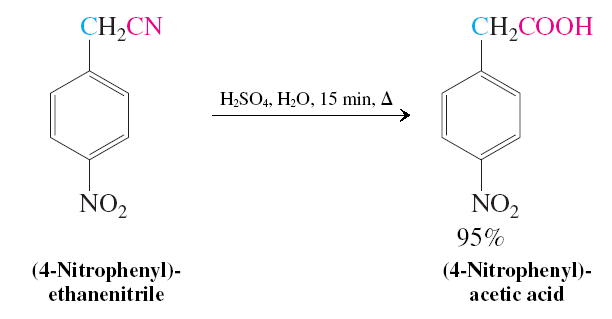 CH₂CN
CH₂COOH
H₂SO₄, H₂O, 15 min, Δ
NO₂
NO₂
95%
(4-Nitrophenyl)-
ethanenitrile
(4-Nitrophenyl)-
acetic acid